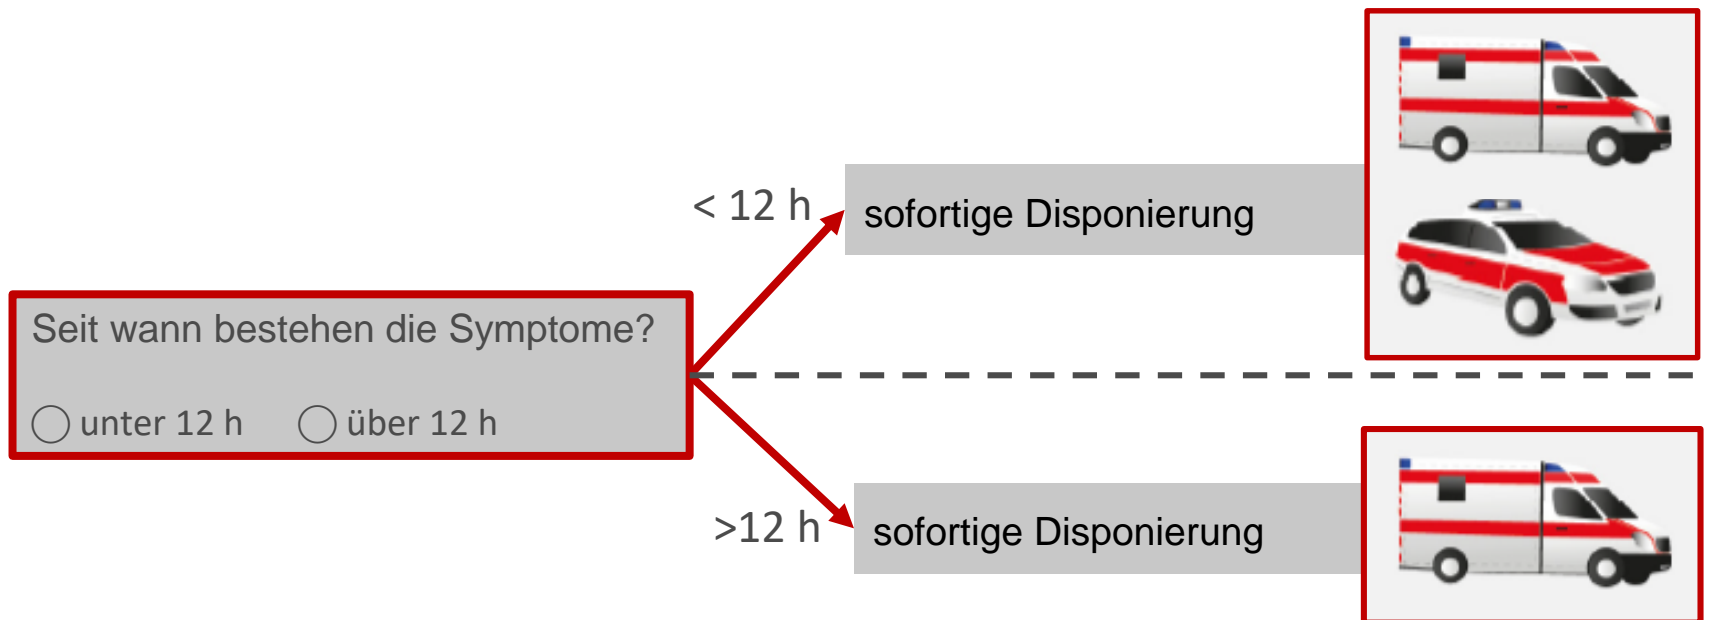 < 12 h
sofortige Disponierung
Seit wann bestehen die Symptome?
unter 12 h
über 12 h
>12 h
sofortige Disponierung